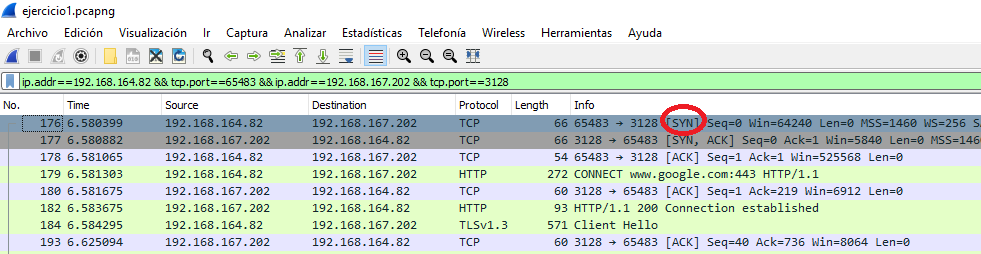 ejercicio1.pcapng
Archivo Edición Visualización Ir Captura Analizar Estadísticas Telefonía Wireless Herramientas Ayuda
ip.addr==192.168.164.82 && tcp.port==65483 && ip.addr==192.168.167.202 && tcp.port==3128
No. Time Source Destination Protocol Length Info
176 6.580399 192.168.164.82 192.168.167.202 TCP 66 65483 → 3128 [SYN] Seq=0 Win=64240 Len=0 MSS=1460 WS=256 S
177 6.580882 192.168.167.202 192.168.164.82 TCP 66 3128 → 65483 [SYN, ACK] Seq=0 Ack=1 Win=5840 Len=0 MSS=146
178 6.581065 192.168.164.82 192.168.167.202 TCP 54 65483 → 3128 [ACK] Seq=1 Ack=1 Win=525568 Len=0
179 6.581303 192.168.164.82 192.168.167.202 HTTP 272 CONNECT www.google.com:443 HTTP/1.1
180 6.581675 192.168.167.202 192.168.164.82 TCP 60 3128 → 65483 [ACK] Seq=1 Ack=219 Win=6912 Len=0
182 6.583675 192.168.167.202 192.168.164.82 HTTP 93 HTTP/1.1 200 Connection established
184 6.584295 192.168.164.82 192.168.167.202 TLSv1.3 571 Client Hello
193 6.625094 192.168.167.202 192.168.164.82 TCP 60 3128 → 65483 [ACK] Seq=40 Ack=736 Win=8064 Len=0